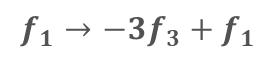 f₁ → −3f₃ + f₁